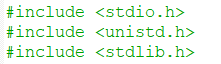 #include <stdio.h>
#include <unistd.h>
#include <stdlib.h>